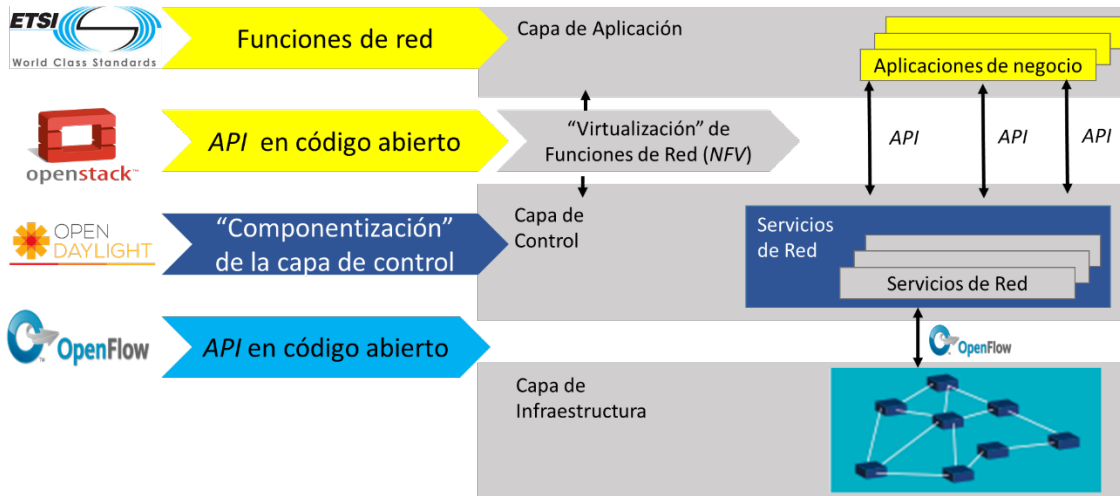 ETSI
World Class Standards
Funciones de red
Capa de Aplicación
Aplicaciones de negocio
openstack™
API en código abierto
“Virtualización” de
Funciones de Red (NFV)
API
API
API
OPEN
DAYLIGHT
“Componentización”
de la capa de control
Capa de
Control
Servicios
de Red
Servicios de Red
OpenFlow
API en código abierto
OpenFlow
Capa de
Infraestructura